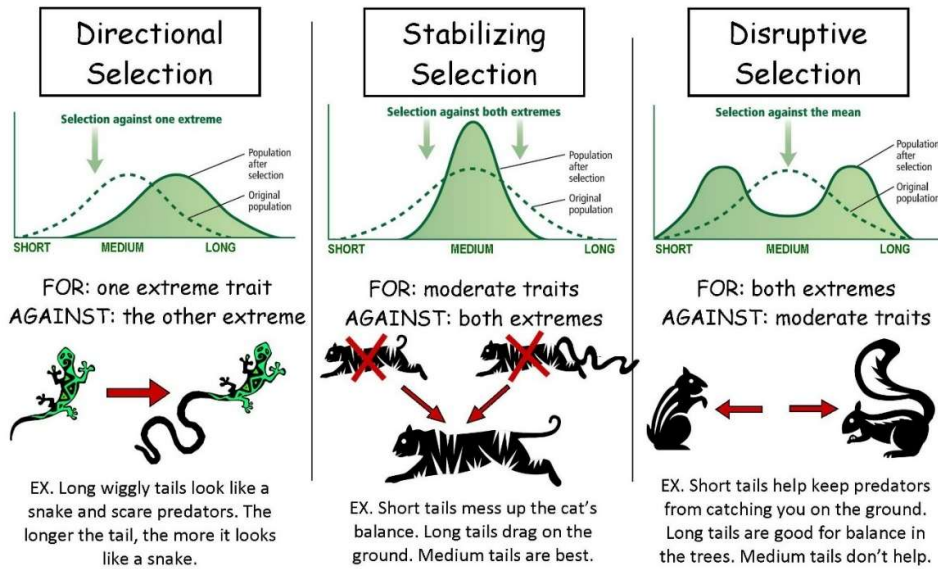 Directional
Selection
Selection against one extreme
Population
after
selection
Original
population
SHORT
MEDIUM
LONG
FOR: one extreme trait
AGAINST: the other extreme
EX. Long wiggly tails look like a
snake and scare predators. The
longer the tail, the more it looks
like a snake.
Stabilizing
Selection
Selection against both extremes
Population
after
selection
Original
population
SHORT
MEDIUM
LONG
FOR: moderate traits
AGAINST: both extremes
EX. Short tails mess up the cat's
balance. Long tails drag on the
ground. Medium tails are best.
Disruptive
Selection
Selection against the mean
Population
after
selection
Original
population
SHORT
MEDIUM
LONG
FOR: both extremes
AGAINST: moderate traits
EX. Short tails help keep predators
from catching you on the ground.
Long tails are good for balance in
the trees. Medium tails don't help.